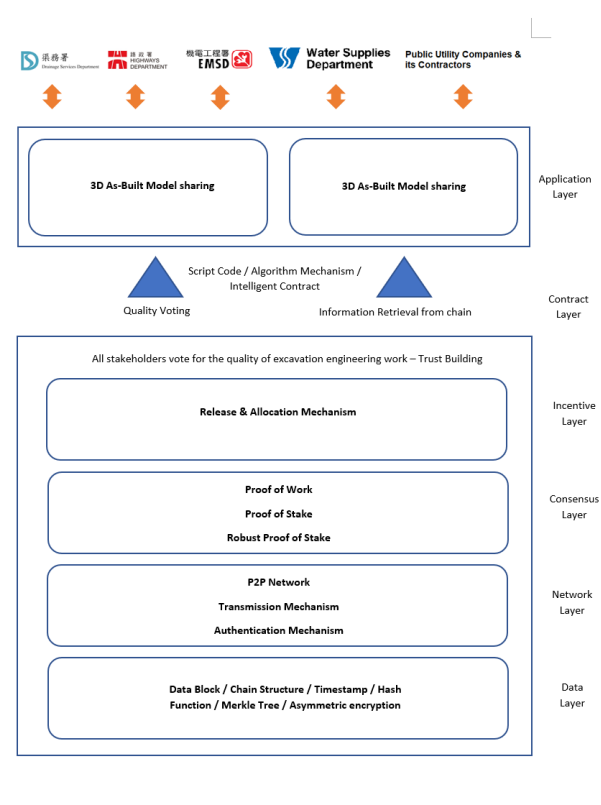 渠務署
Drainage Services Department
路政署
HIGHWAYS
DEPARTMENT
機電工程署
EMSD
Water Supplies
Department
Public Utility Companies &
its Contractors
3D As-Built Model sharing
3D As-Built Model sharing
Application
Layer
Script Code / Algorithm Mechanism /
Intelligent Contract
Quality Voting
Information Retrieval from chain
Contract
Layer
All stakeholders vote for the quality of excavation engineering work – Trust Building
Release & Allocation Mechanism
Incentive
Layer
Proof of Work
Proof of Stake
Robust Proof of Stake
Consensus
Layer
P2P Network
Transmission Mechanism
Authentication Mechanism
Network
Layer
Data Block / Chain Structure / Timestamp / Hash
Function / Merkle Tree / Asymmetric encryption
Data
Layer